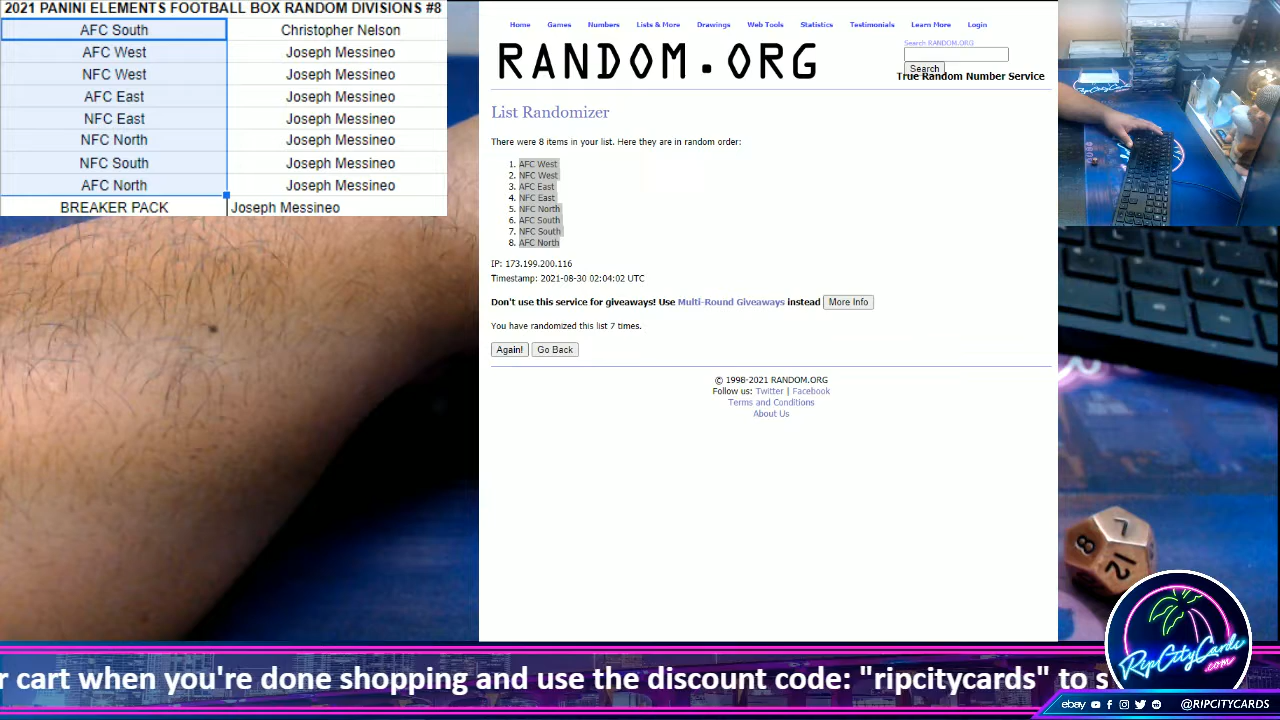 2021 PANINI ELEMENTS FOOTBALL BOX RANDOM DIVISIONS #8
AFC South Christopher Nelson
AFC West Joseph Messineo
NFC West Joseph Messineo
AFC East Joseph Messineo
NFC East Joseph Messineo
NFC North Joseph Messineo
NFC South Joseph Messineo
AFC North Joseph Messineo
BREAKER PACK Joseph Messineo
Home Games Numbers Lists & More Drawings Web Tools Statistics Testimonials Learn More Login
RANDOM.ORG
Search RANDOM.ORG
Search
True Random Number Service
List Randomizer
There were 8 items in your list. Here they are in random order:
1. AFC West
2. NFC West
3. AFC East
4. NFC East
5. NFC North
6. AFC South
7. NFC South
8. AFC North
IP: 173.199.200.116
Timestamp: 2021-08-30 02:04:02 UTC
Don't use this service for giveaways! Use Multi-Round Giveaways instead More Info
You have randomized this list 7 times.
Again! Go Back
© 1998-2021 RANDOM.ORG
Follow us: Twitter | Facebook
Terms and Conditions
About Us
7
8
12
RipCityCards
.com
r cart when you're done shopping and use the discount code: "ripcitycards" to s
ebay @RIPCITYCARDS